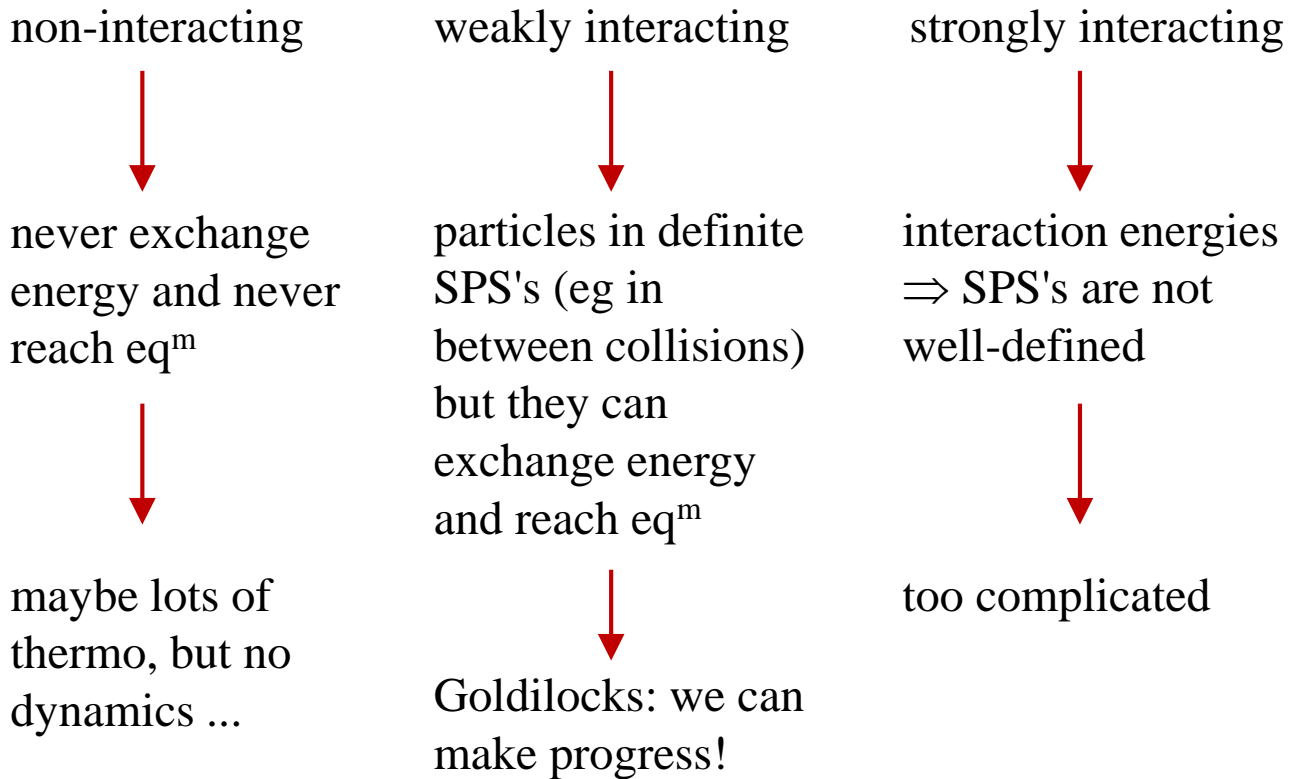 non-interacting
never exchange
energy and never
reach eqᵐ
maybe lots of
thermo, but no
dynamics ...
weakly interacting
particles in definite
SPS's (eg in
between collisions)
but they can
exchange energy
and reach eqᵐ
Goldilocks: we can
make progress!
strongly interacting
interaction energies
⇒ SPS's are not
well-defined
too complicated